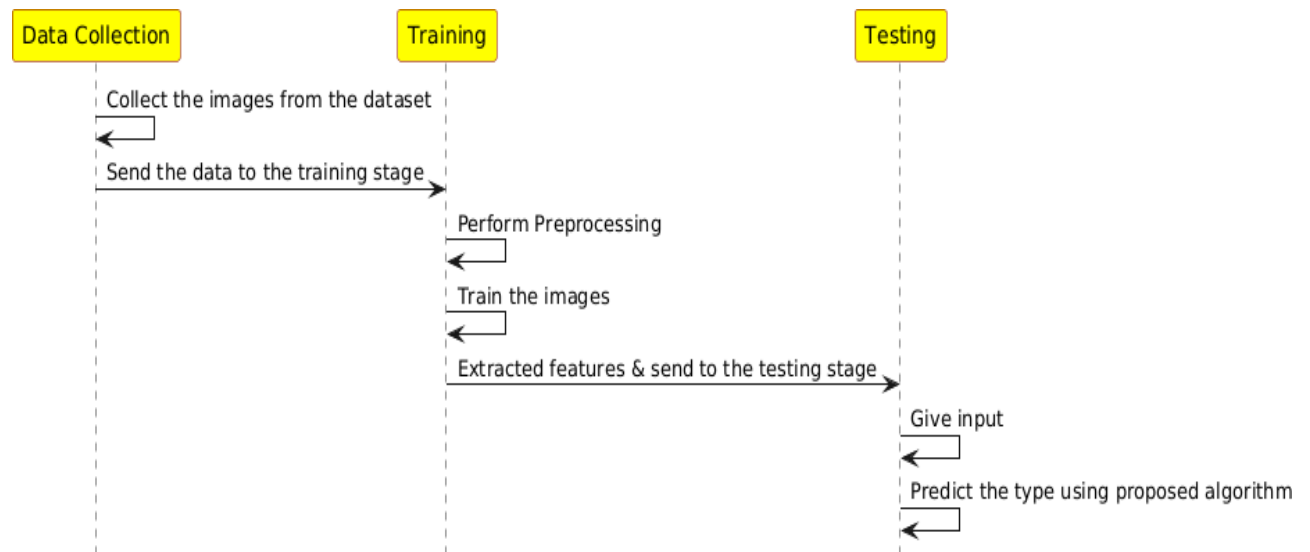 Data Collection
Training
Testing
Collect the images from the dataset
Send the data to the training stage
Perform Preprocessing
Train the images
Extracted features & send to the testing stage
Give input
Predict the type using proposed algorithm